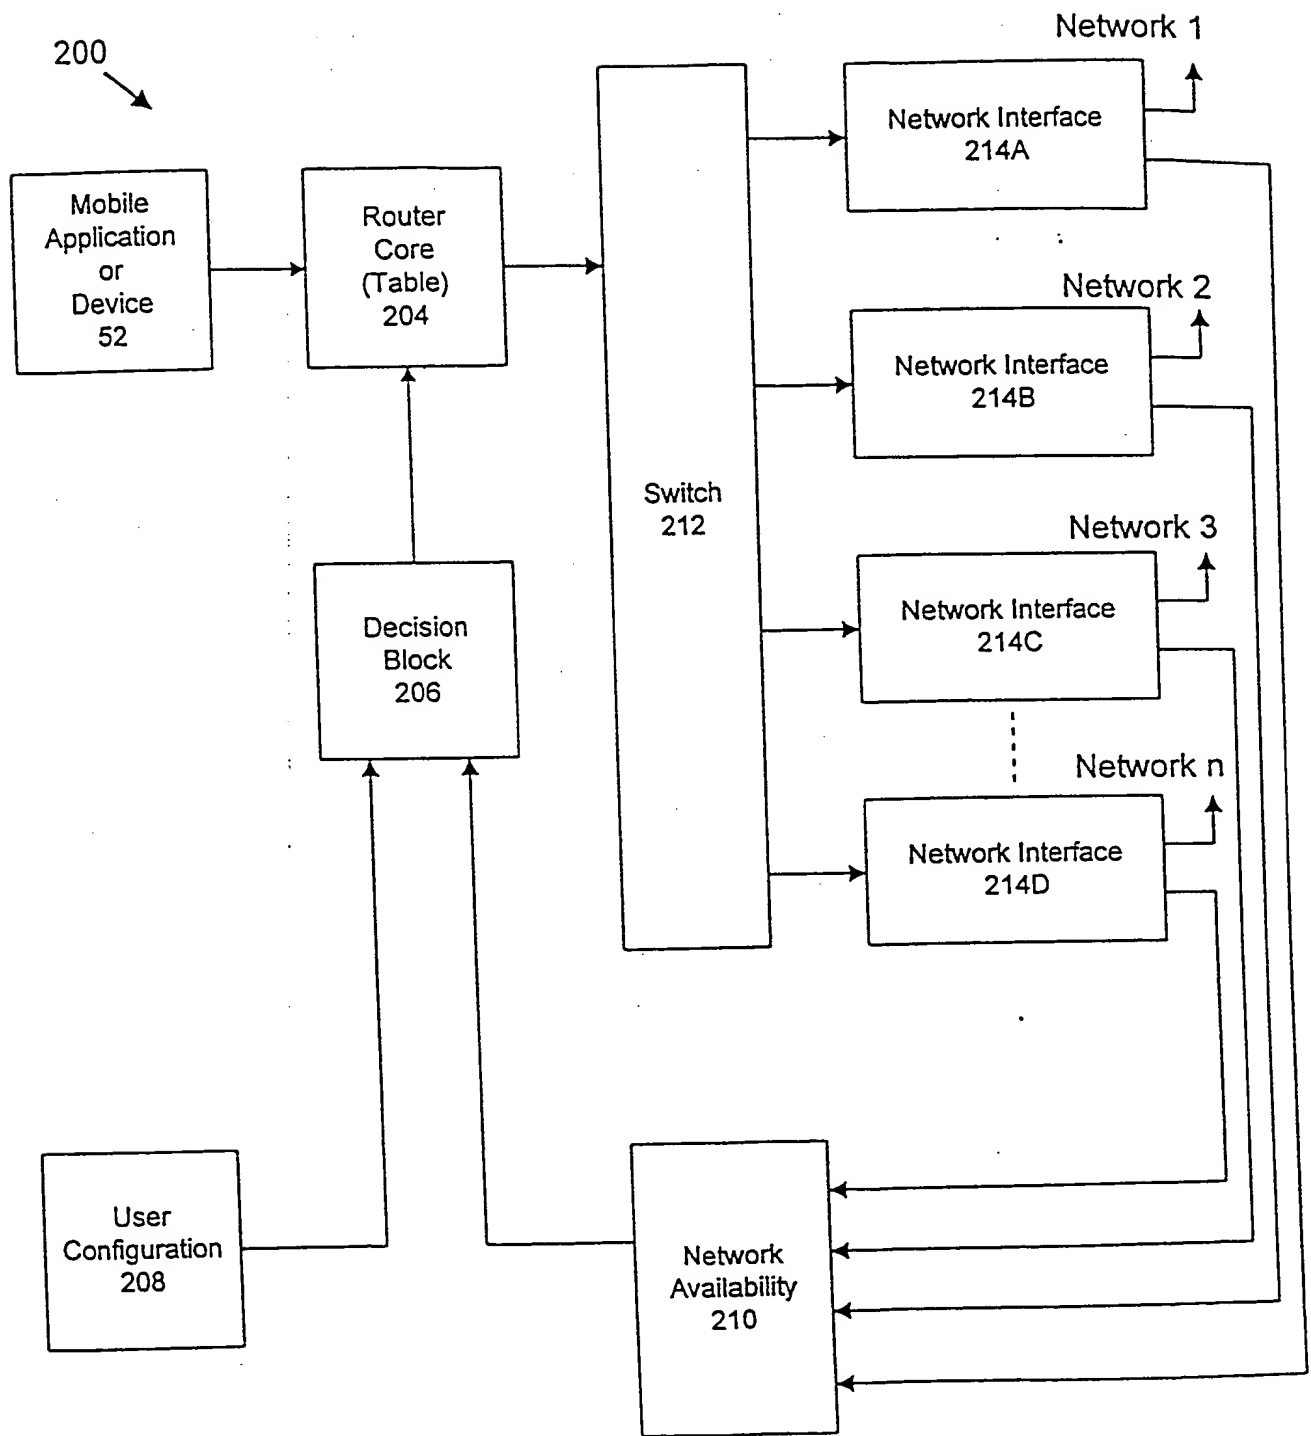 200
Network 1
Network Interface
214A
Mobile
Application
or
Device
52
Router
Core
(Table)
204
Network 2
Network Interface
214B
Switch
212
Network 3
Network Interface
214C
Decision
Block
206
Network n
Network Interface
214D
User
Configuration
208
Network
Availability
210